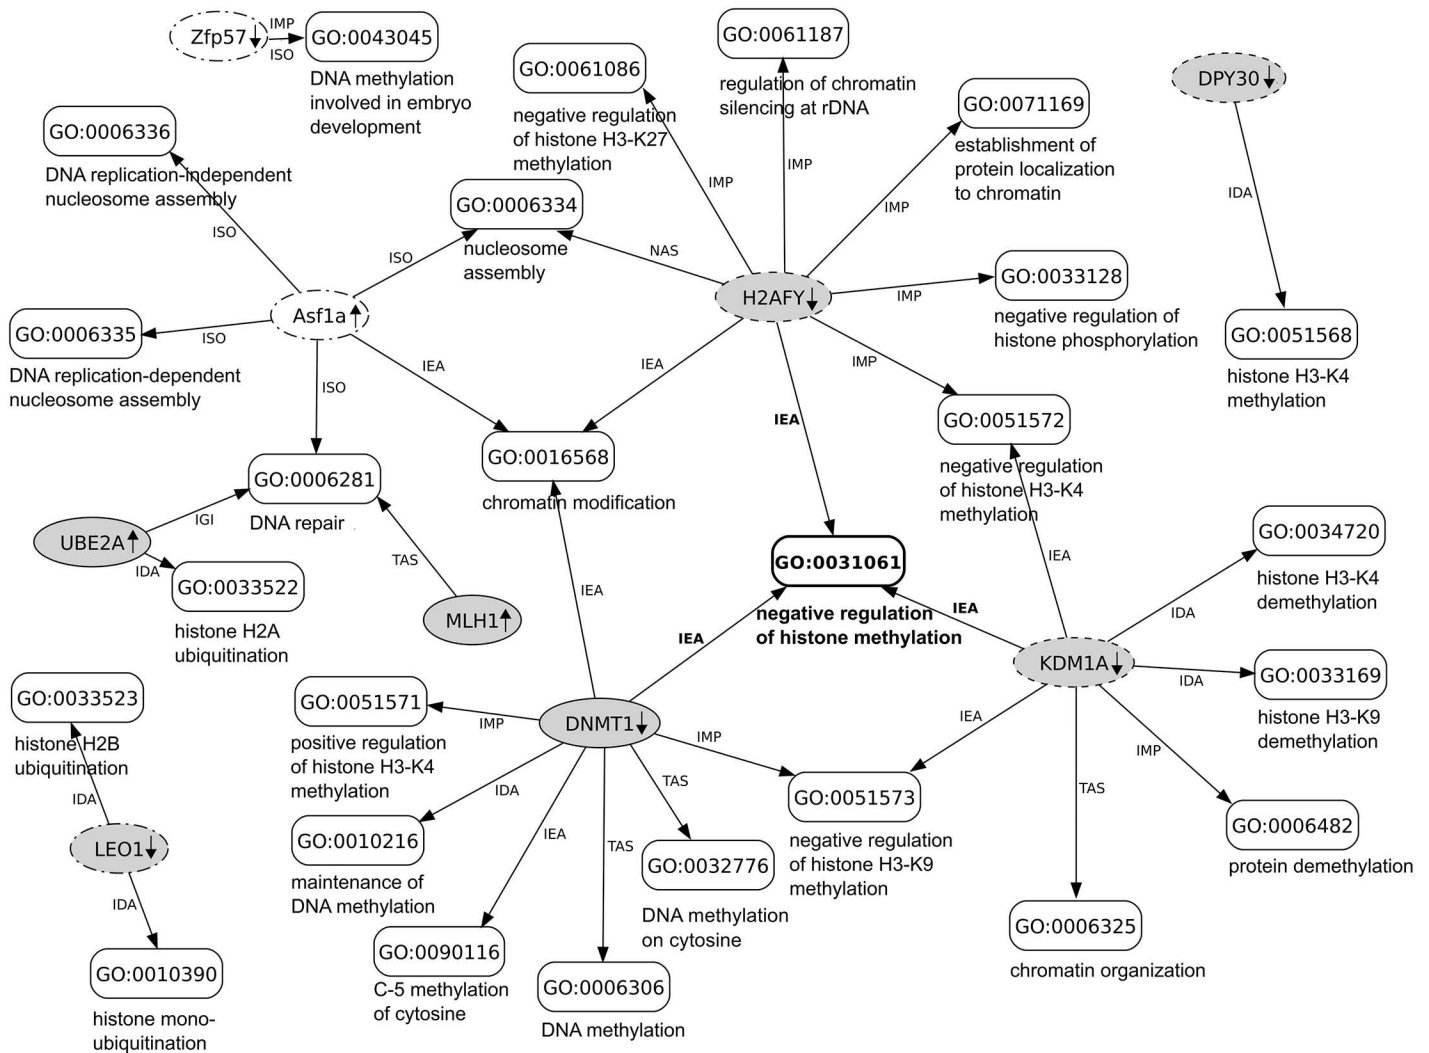 Zfp57
IMP
ISO
GO:0043045
DNA methylation
involved in embryo
development
GO:0061086
negative regulation
of histone H3-K27
methylation
GO:0061187
regulation of chromatin
silencing at rDNA
GO:0071169
establishment of
protein localization
to chromatin
DPY30
IDA
GO:0051568
histone H3-K4
methylation
GO:0006336
DNA replication-independent
nucleosome assembly
ISO
GO:0006334
nucleosome
assembly
ISO
NAS
IMP
IMP
IMP
H2AFY
IMP
GO:0033128
negative regulation of
histone phosphorylation
Asf1a
ISO
GO:0006335
DNA replication-dependent
nucleosome assembly
ISO
IEA
IEA
IEA
IMP
GO:0051572
negative regulation
of histone H3-K4
methylation
GO:0016568
chromatin modification
GO:0006281
DNA repair
UBE2A
IGI
IDA
GO:0033522
histone H2A
ubiquitination
TAS
MLH1
IEA
GO:0031061
negative regulation
of histone methylation
IEA
IEA
IEA
GO:0034720
histone H3-K4
demethylation
IDA
KDM1A
IDA
GO:0033169
histone H3-K9
demethylation
GO:0033523
histone H2B
ubiquitination
IDA
LEO1
IDA
GO:0010390
histone mono-
ubiquitination
GO:0051571
positive regulation
of histone H3-K4
methylation
IMP
DNMT1
IMP
IEA
GO:0051573
negative regulation
of histone H3-K9
methylation
IDA
GO:0010216
maintenance of
DNA methylation
IEA
GO:0090116
C-5 methylation
of cytosine
TAS
GO:0006306
DNA methylation
TAS
GO:0032776
DNA methylation
on cytosine
TAS
GO:0006325
chromatin organization
IMP
GO:0006482
protein demethylation